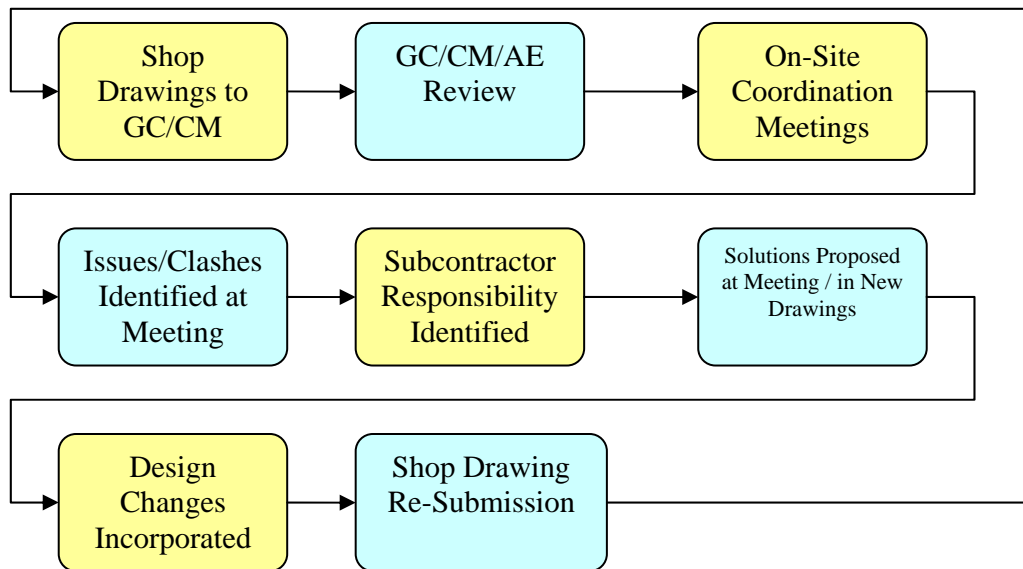 Shop
Drawings to
GC/CM
GC/CM/AE
Review
On-Site
Coordination
Meetings
Issues/Clashes
Identified at
Meeting
Subcontractor
Responsibility
Identified
Solutions Proposed
at Meeting / in New
Drawings
Design
Changes
Incorporated
Shop Drawing
Re-Submission